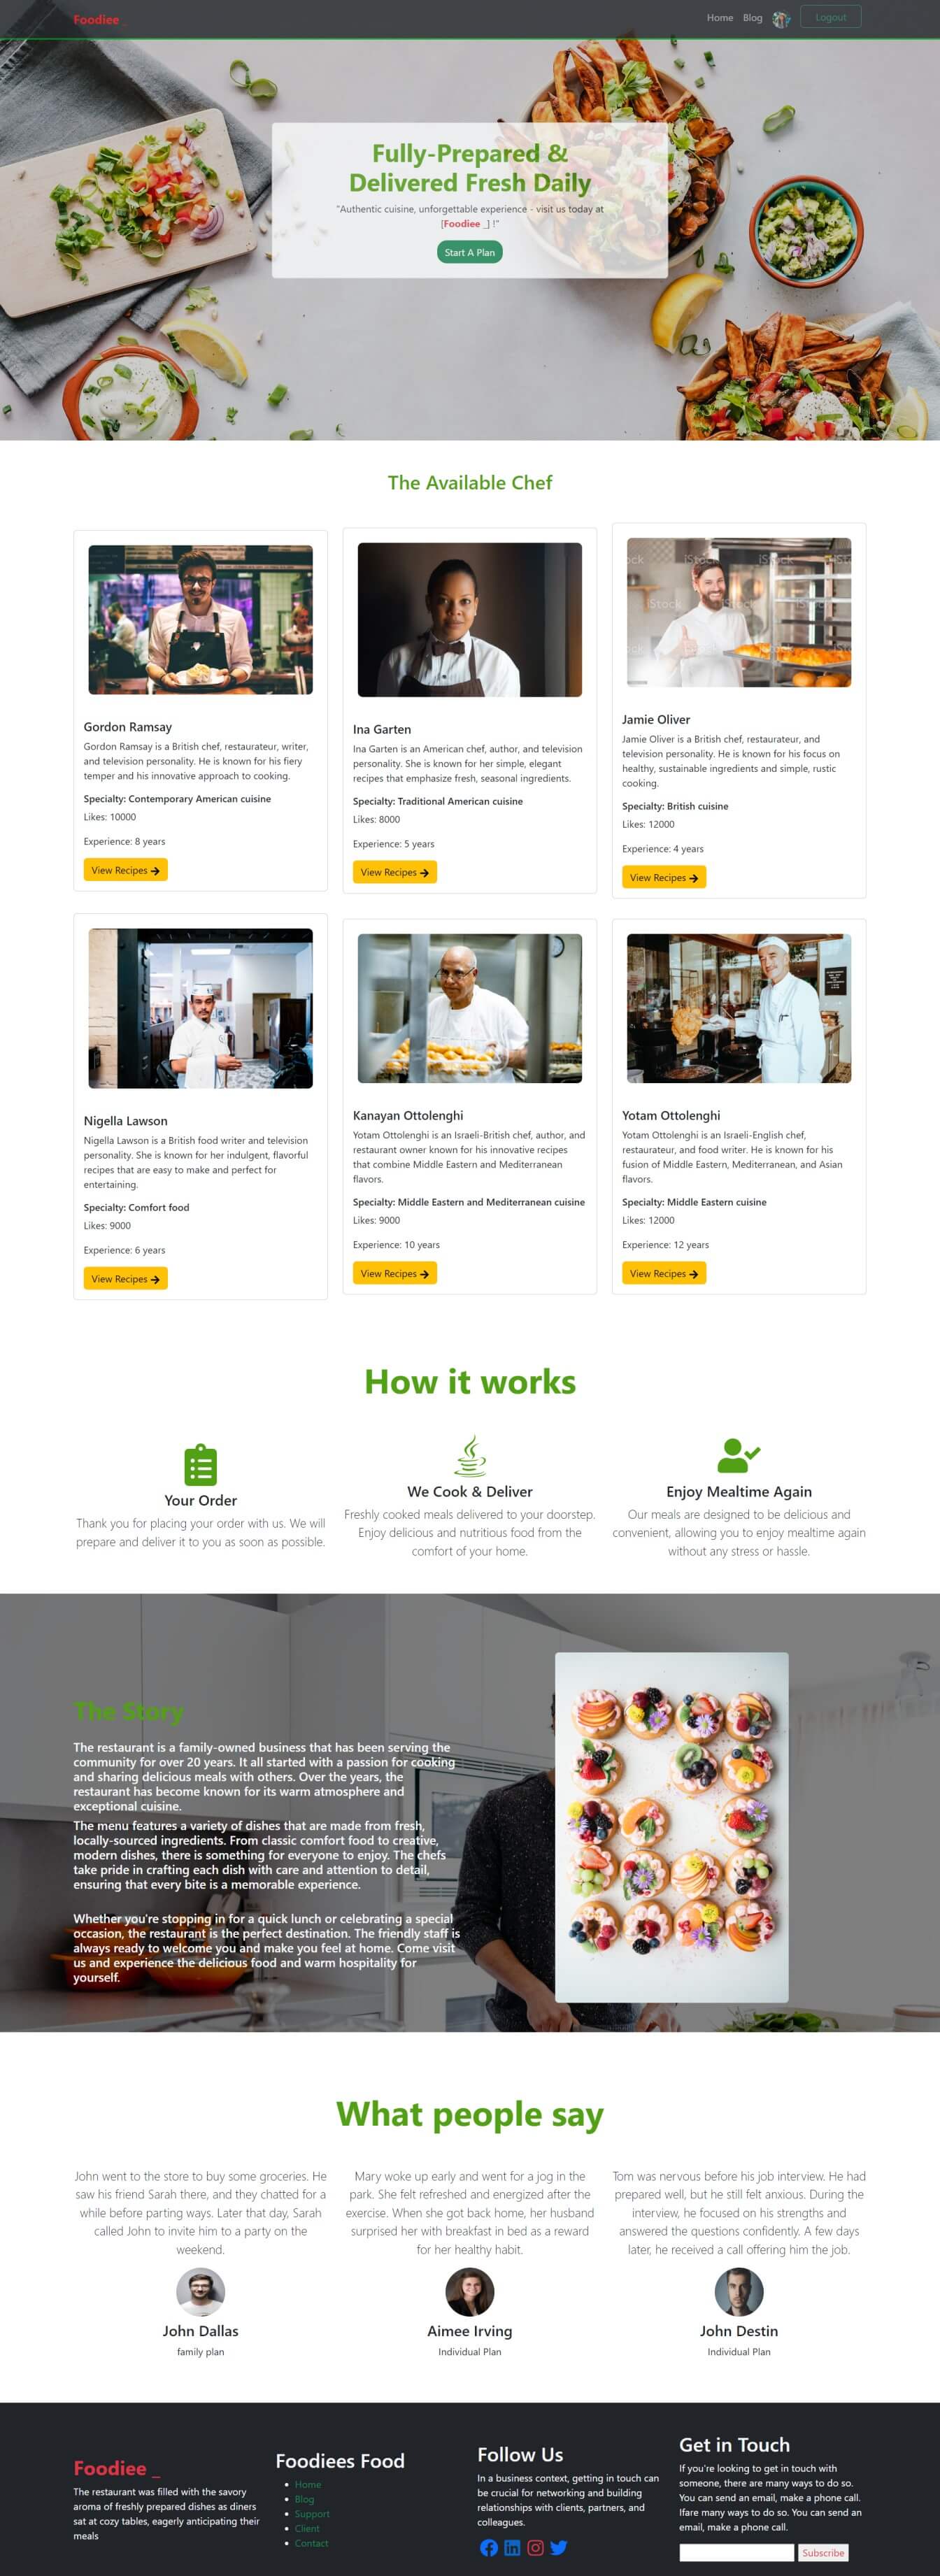 Foodiee _
Home Blog Logout
Fully-Prepared &
Delivered Fresh Daily
"Authentic cuisine, unforgettable experience - visit us today at
[Foodiee _] !"
Start A Plan
The Available Chef
Gordon Ramsay
Gordon Ramsay is a British chef, restaurateur, writer,
and television personality. He is known for his fiery
temper and his innovative approach to cooking.
Specialty: Contemporary American cuisine
Likes: 10000
Experience: 8 years
View Recipes
Ina Garten
Ina Garten is an American chef, author, and television
personality. She is known for her simple, elegant
recipes that emphasize fresh, seasonal ingredients.
Specialty: Traditional American cuisine
Likes: 8000
Experience: 5 years
View Recipes
iStock iStock
iStock
Jamie Oliver
Jamie Oliver is a British chef, restaurateur, and
television personality. He is known for his focus on
healthy, sustainable ingredients and simple, rustic
cooking.
Specialty: British cuisine
Likes: 12000
Experience: 4 years
View Recipes
Nigella Lawson
Nigella Lawson is a British food writer and television
personality. She is known for her indulgent, flavorful
recipes that are easy to make and perfect for
entertaining.
Specialty: Comfort food
Likes: 9000
Experience: 6 years
View Recipes
Kanayan Ottolenghi
Yotam Ottolenghi is an Israeli-British chef, author, and
restaurant owner known for his innovative recipes
that combine Middle Eastern and Mediterranean
flavors.
Specialty: Middle Eastern and Mediterranean cuisine
Likes: 9000
Experience: 10 years
View Recipes
Yotam Ottolenghi
Yotam Ottolenghi is an Israeli-English chef,
restaurateur, and food writer. He is known for his
fusion of Middle Eastern, Mediterranean, and Asian
flavors.
Specialty: Middle Eastern cuisine
Likes: 12000
Experience: 12 years
View Recipes
How it works
Your Order
Thank you for placing your order with us. We will
prepare and deliver it to you as soon as possible.
We Cook & Deliver
Freshly cooked meals delivered to your doorstep.
Enjoy delicious and nutritious food from the
comfort of your home.
Enjoy Mealtime Again
Our meals are designed to be delicious and
convenient, allowing you to enjoy mealtime again
without any stress or hassle.
The Story
The restaurant is a family-owned business that has been serving the
community for over 20 years. It all started with a passion for cooking
and sharing delicious meals with others. Over the years, the
restaurant has become known for its warm atmosphere and
exceptional cuisine.
The menu features a variety of dishes that are made from fresh,
locally-sourced ingredients. From classic comfort food to creative,
modern dishes, there is something for everyone to enjoy. The chefs
take pride in crafting each dish with care and attention to detail,
ensuring that every bite is a memorable experience.
Whether you're stopping in for a quick lunch or celebrating a special
occasion, the restaurant is the perfect destination. The friendly staff is
always ready to welcome you and make you feel at home. Come visit
us and experience the delicious food and warm hospitality for
yourself.
What people say
John went to the store to buy some groceries. He
saw his friend Sarah there, and they chatted for a
while before parting ways. Later that day, Sarah
called John to invite him to a party on the
weekend.
John Dallas
family plan
Mary woke up early and went for a jog in the
park. She felt refreshed and energized after the
exercise. When she got back home, her husband
surprised her with breakfast in bed as a reward
for her healthy habit.
Aimee Irving
Individual Plan
Tom was nervous before his job interview. He had
prepared well, but he still felt anxious. During the
interview, he focused on his strengths and
answered the questions confidently. A few days
later, he received a call offering him the job.
John Destin
Individual Plan
Foodiee _
The restaurant was filled with the savory
aroma of freshly prepared dishes as diners
sat at cozy tables, eagerly anticipating their
meals
Foodiees Food
Home
Blog
Support
Client
Contact
Follow Us
In a business context, getting in touch can
be crucial for networking and building
relationships with clients, partners, and
colleagues.
Get in Touch
If you're looking to get in touch with
someone, there are many ways to do so.
You can send an email, make a phone call.
Ifare many ways to do so. You can send an
email, make a phone call.
Subscribe